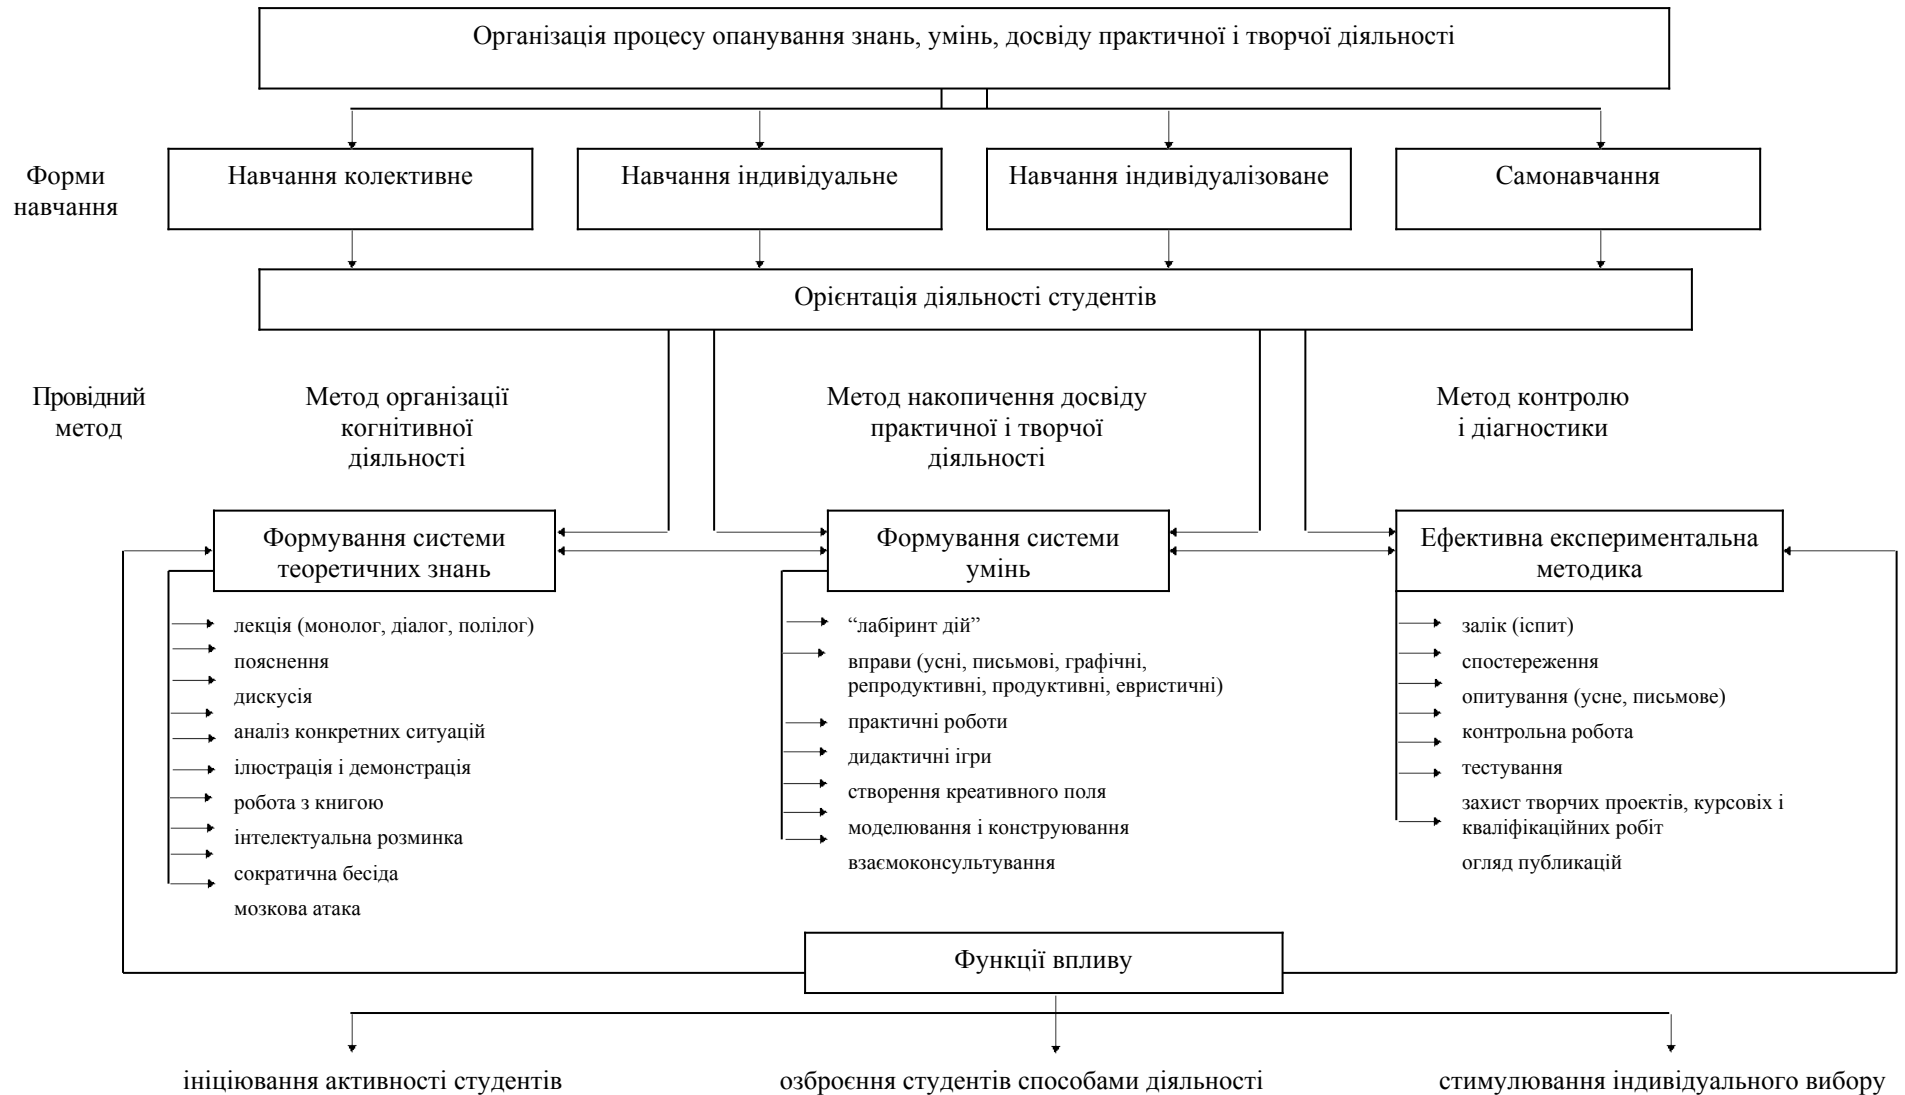 Організація процесу опанування знань, умінь, досвіду практичної і творчої діяльності
Форми
навчання
Навчання колективне
Навчання індивідуальне
Навчання індивідуалізоване
Самонавчання
Орієнтація діяльності студентів
Провідний
метод
Метод організації
когнітивної
діяльності
Метод накопичення досвіду
практичної і творчої
діяльності
Метод контролю
і діагностики
Формування системи
теоретичних знань
Формування системи
умінь
Ефективна експериментальна
методика
лекція (монолог, діалог, полілог)
пояснення
дискусія
аналіз конкретних ситуацій
ілюстрація і демонстрація
робота з книгою
інтелектуальна розминка
сократична бесіда
мозкова атака
“лабіринт дій”
вправи (усні, письмові, графічні,
репродуктивні, продуктивні, евристичні)
практичні роботи
дидактичні ігри
створення креативного поля
моделювання і конструювання
взаємоконсультування
залік (іспит)
спостереження
опитування (усне, письмове)
контрольна робота
тестування
захист творчих проектів, курсовіх і
кваліфікаційних робіт
огляд публикацій
Функції впливу
ініціювання активності студентів
озброєння студентів способами діяльності
стимулювання індивідуального вибору